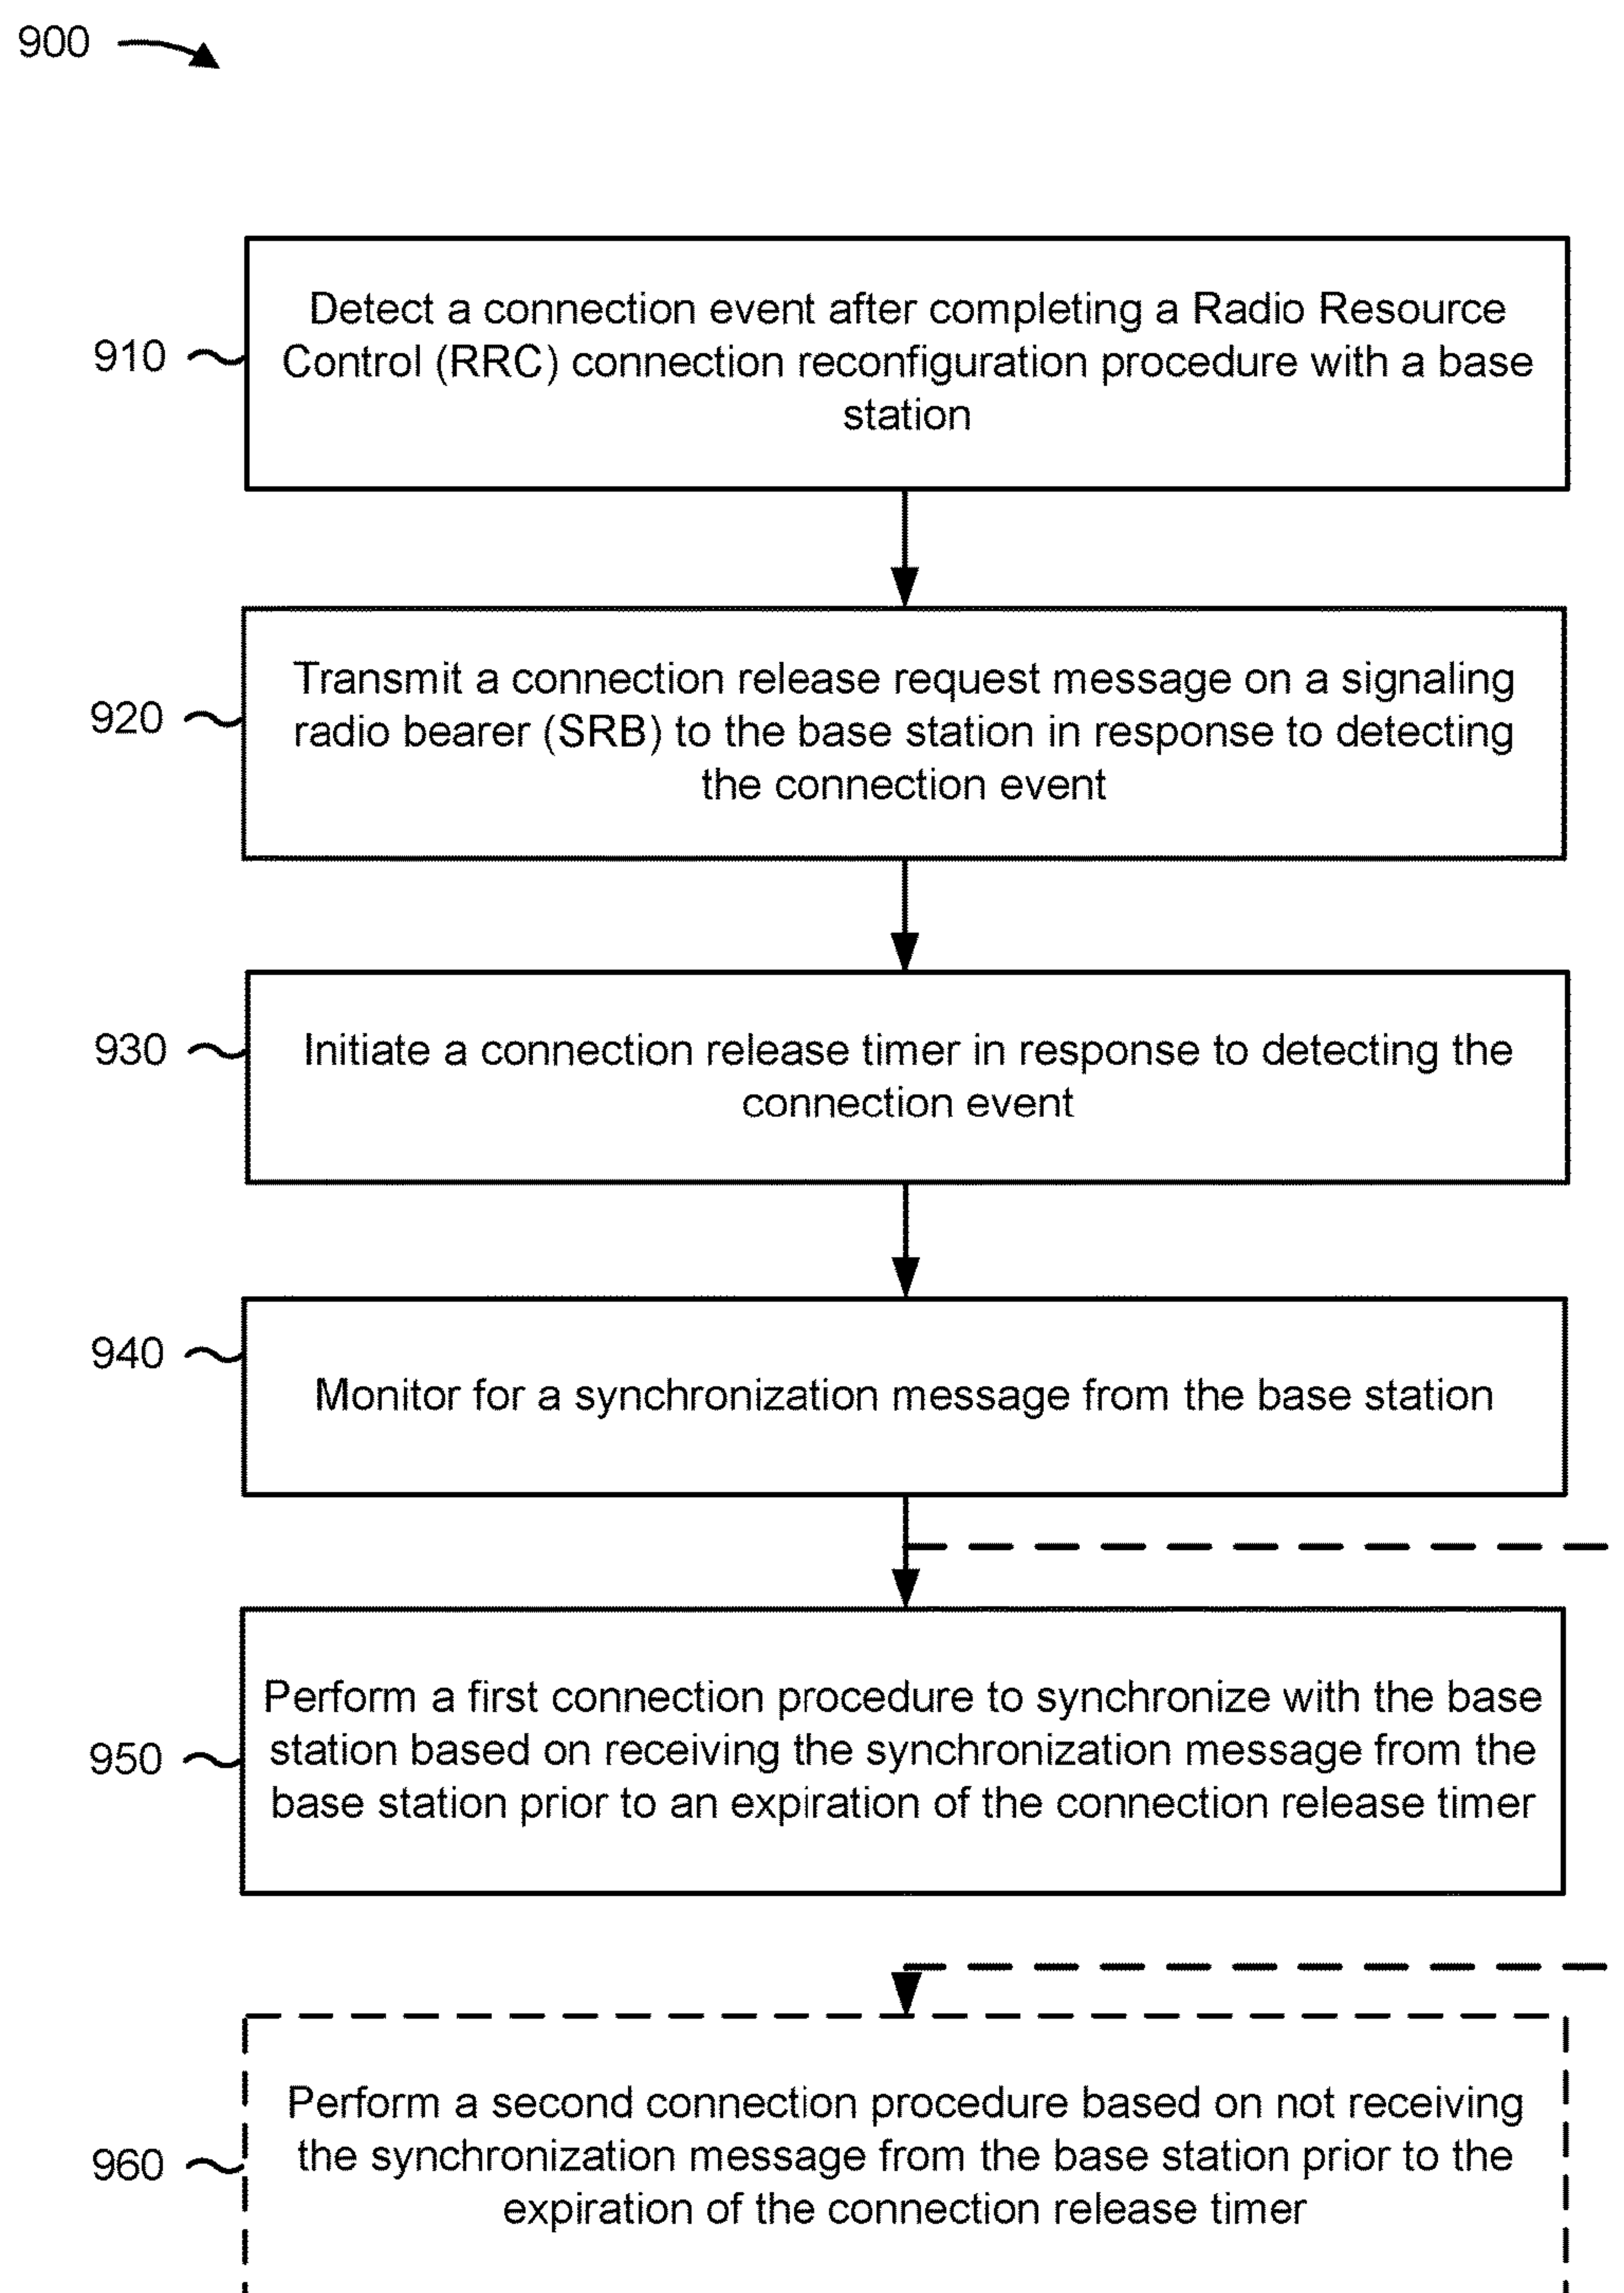 900
910
Detect a connection event after completing a Radio Resource
Control (RRC) connection reconfiguration procedure with a base
station
920
Transmit a connection release request message on a signaling
radio bearer (SRB) to the base station in response to detecting
the connection event
930
Initiate a connection release timer in response to detecting the
connection event
940
Monitor for a synchronization message from the base station
950
Perform a first connection procedure to synchronize with the base
station based on receiving the synchronization message from the
base station prior to an expiration of the connection release timer
960
Perform a second connection procedure based on not receiving
the synchronization message from the base station prior to the
expiration of the connection release timer